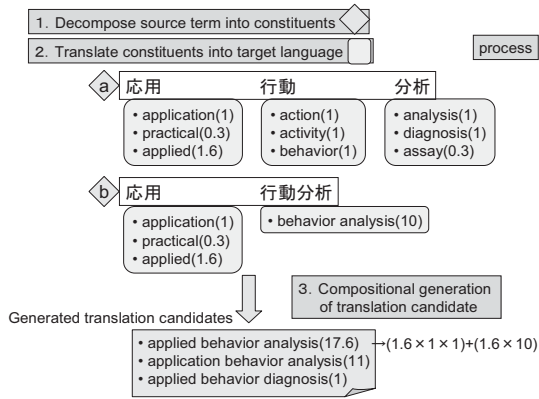 1. Decompose source term into constituents
2. Translate constituents into target language
process
a 応用 行動 分析
• application(1)
• practical(0.3)
• applied(1.6)
• action(1)
• activity(1)
• behavior(1)
• analysis(1)
• diagnosis(1)
• assay(0.3)
b 応用 行動分析
• application(1)
• practical(0.3)
• applied(1.6)
• behavior analysis(10)
3. Compositional generation
of translation candidate
Generated translation candidates
• applied behavior analysis(17.6) →(1.6×1×1)+(1.6×10)
• application behavior analysis(11)
• applied behavior diagnosis(1)